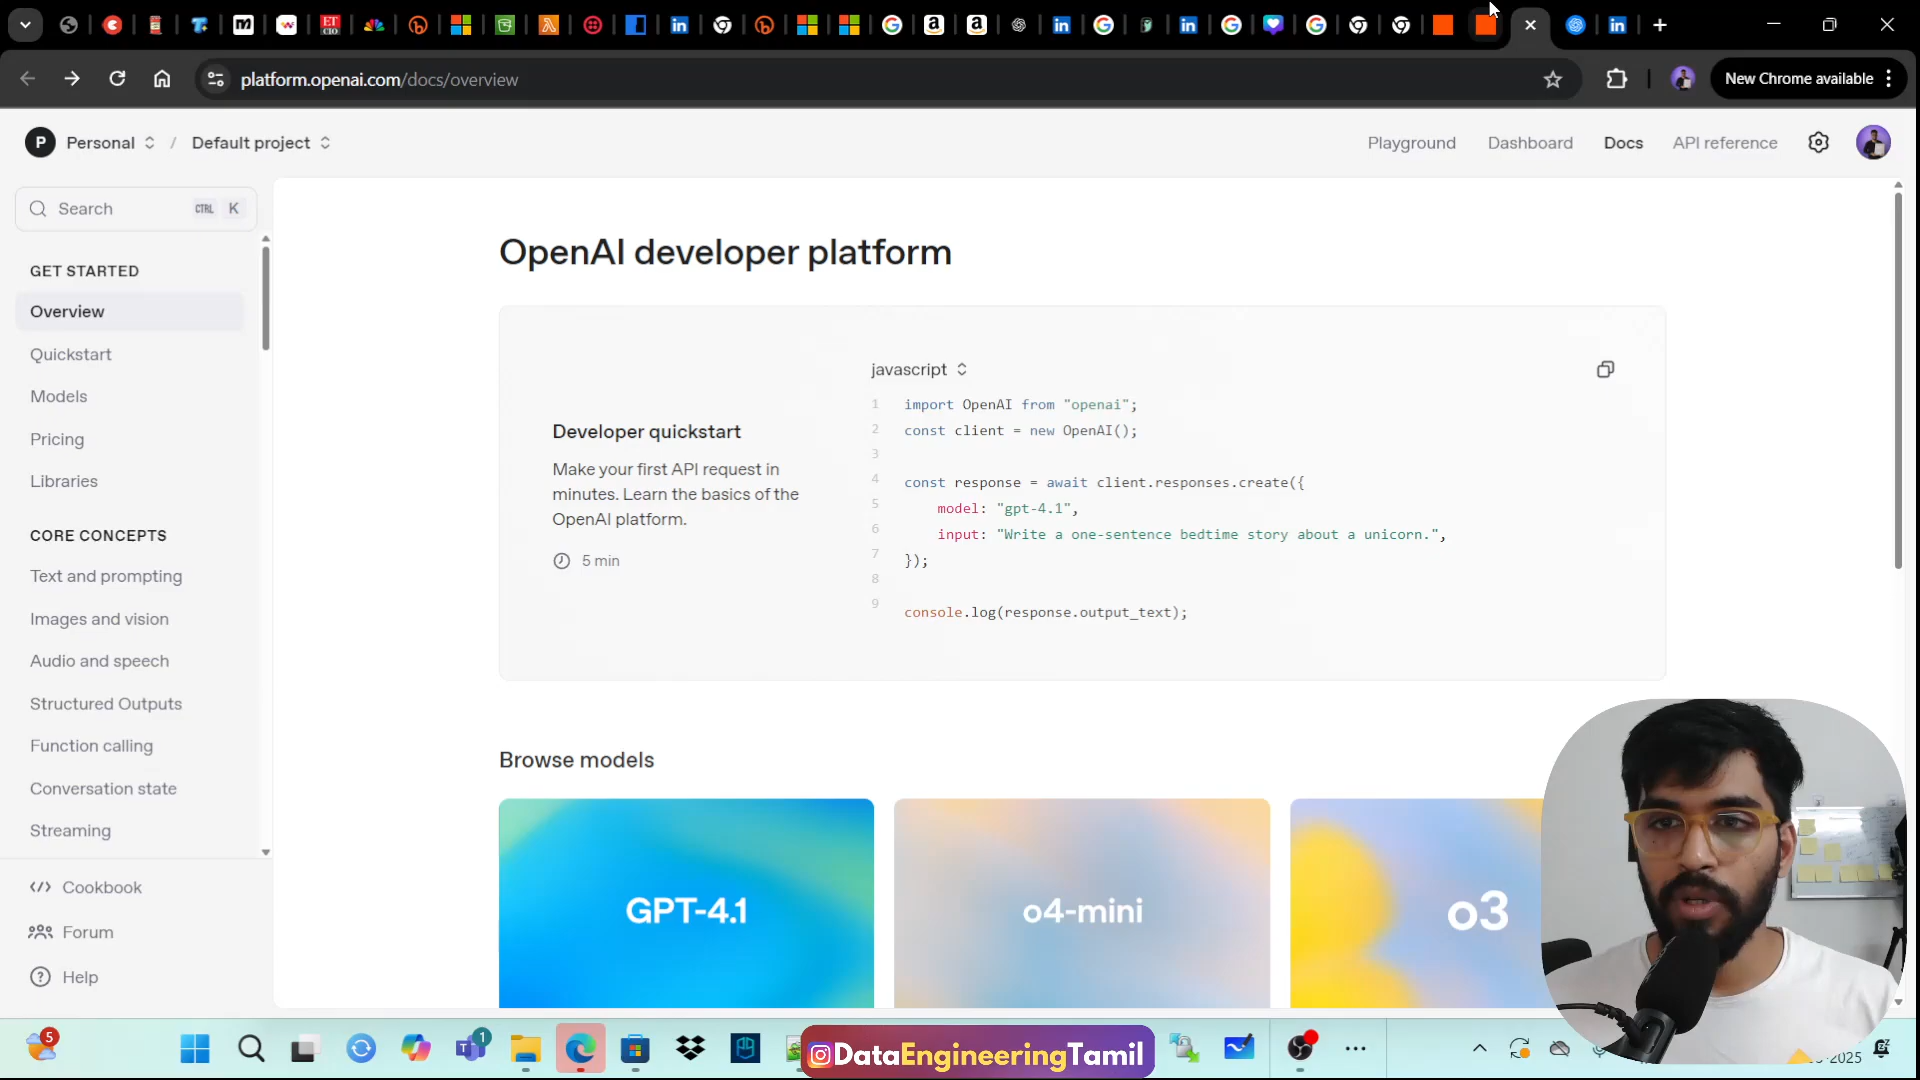 platform.openai.com/docs/overview
New Chrome available
P Personal / Default project
Playground Dashboard Docs API reference
Search CTRL K
GET STARTED
Overview
Quickstart
Models
Pricing
Libraries
CORE CONCEPTS
Text and prompting
Images and vision
Audio and speech
Structured Outputs
Function calling
Conversation state
Streaming
Cookbook
Forum
Help
OpenAI developer platform
Developer quickstart
Make your first API request in
minutes. Learn the basics of the
OpenAI platform.
5 min
javascript
1 import OpenAI from "openai";
2 const client = new OpenAI();
3
4 const response = await client.responses.create({
5 model: "gpt-4.1",
6 input: "Write a one-sentence bedtime story about a unicorn.",
7 });
8
9 console.log(response.output_text);
Browse models
GPT-4.1
o4-mini
o3
5
1
DataEngineeringTamil
2025